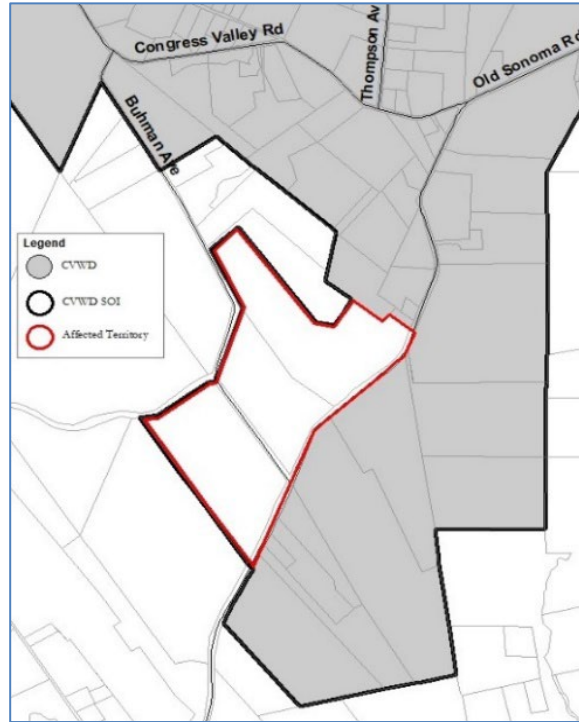 Congress Valley Rd
Thompson Av
Old Sonoma Rd
Buhman Ave
Legend
CVWD
CVWD SOI
Affected Territory